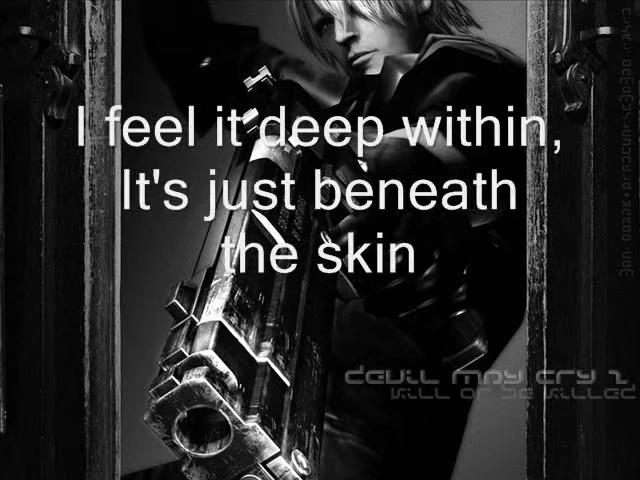 I feel it deep within,
It's just beneath
the skin
DEVIL MAY CRY 2
KILL OR BE KILLED